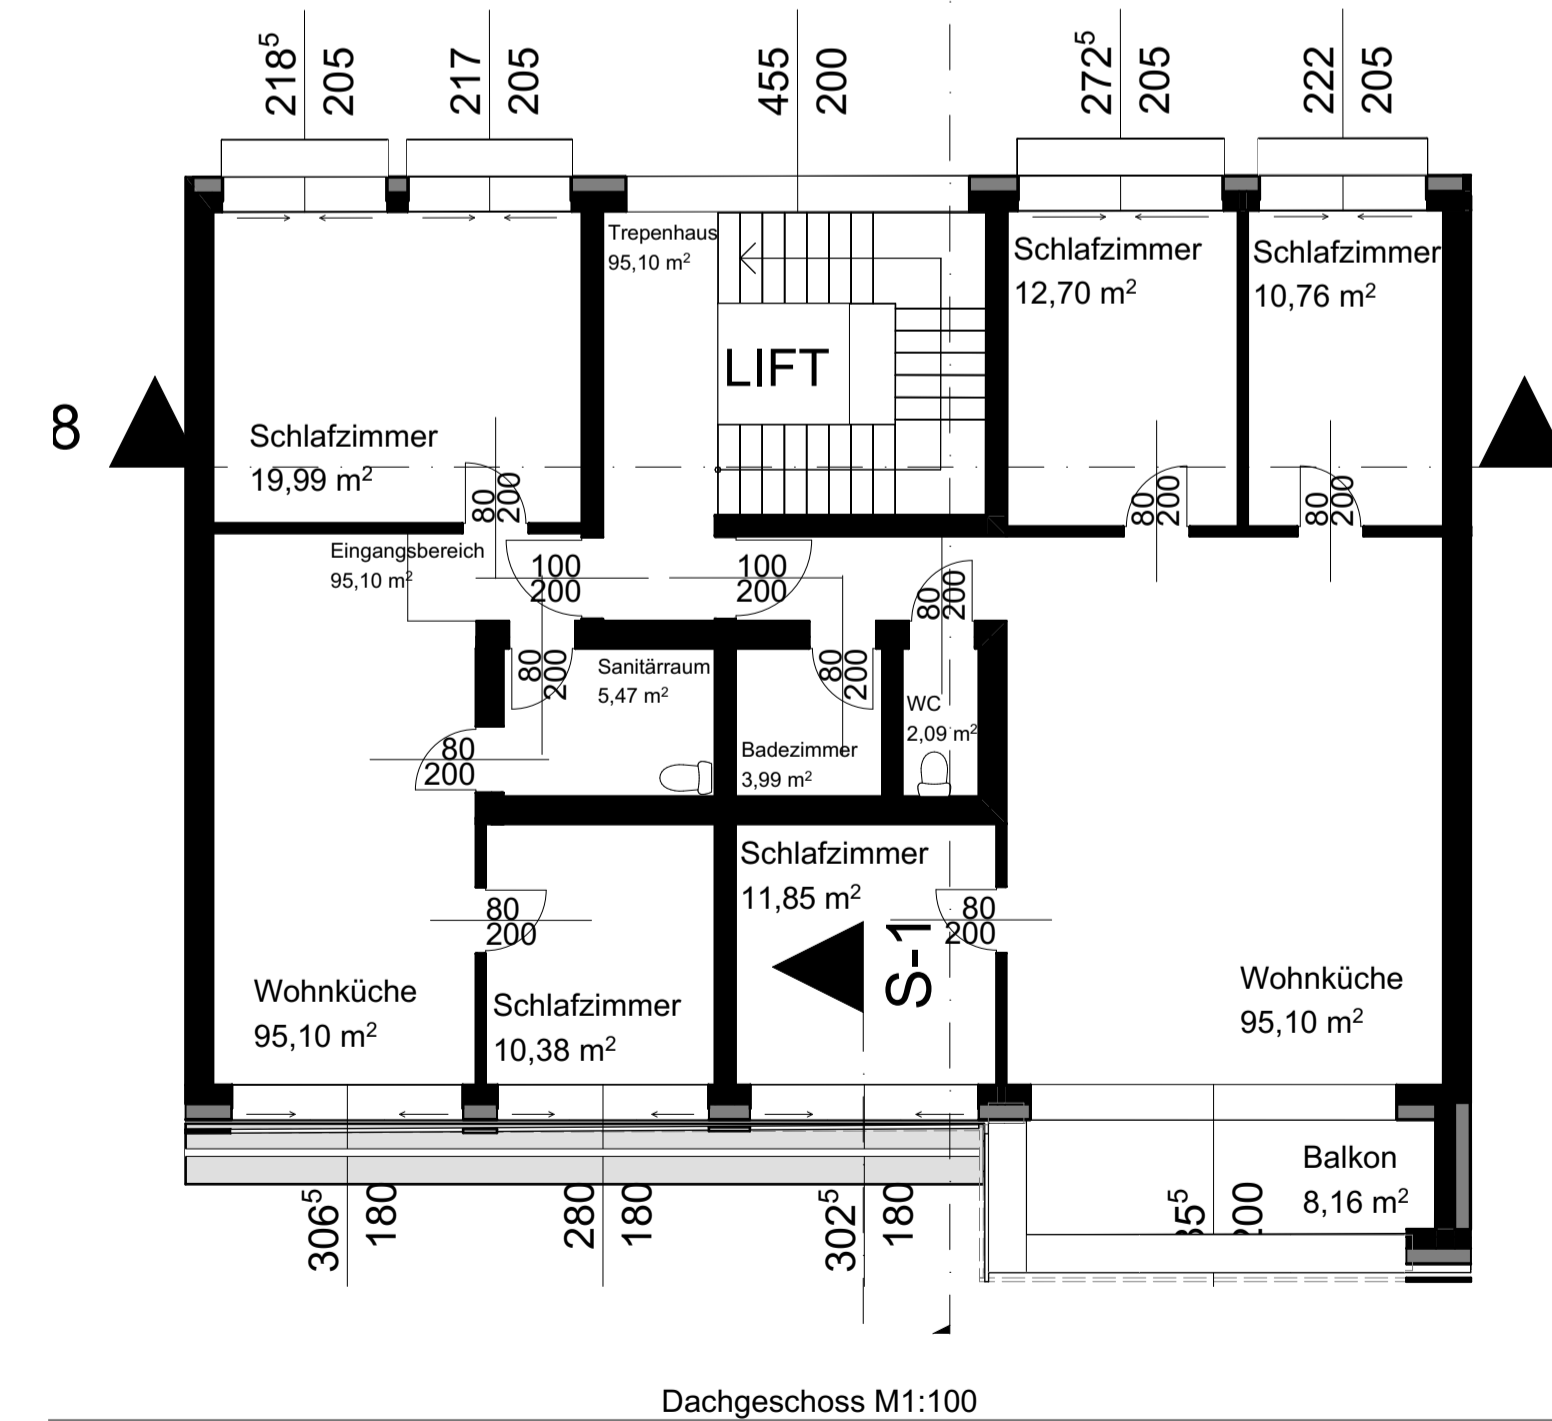 218⁵
205
217
205
455
200
272⁵
205
222
205
Trepenhaus
95,10 m²
Schlafzimmer
12,70 m²
Schlafzimmer
10,76 m²
LIFT
8
Schlafzimmer
19,99 m²
80
200
80
200
80
200
Eingangsbereich
95,10 m²
100
200
100
200
80
200
80
200
Sanitärraum
5,47 m²
80
200
WC
2,09 m²
80
200
Badezimmer
3,99 m²
Schlafzimmer
11,85 m²
80
200
80
200
S-1
Wohnküche
95,10 m²
Schlafzimmer
10,38 m²
Wohnküche
95,10 m²
Balkon
8,16 m²
306⁵
180
280
180
302⁵
180
Dachgeschoss M1:100